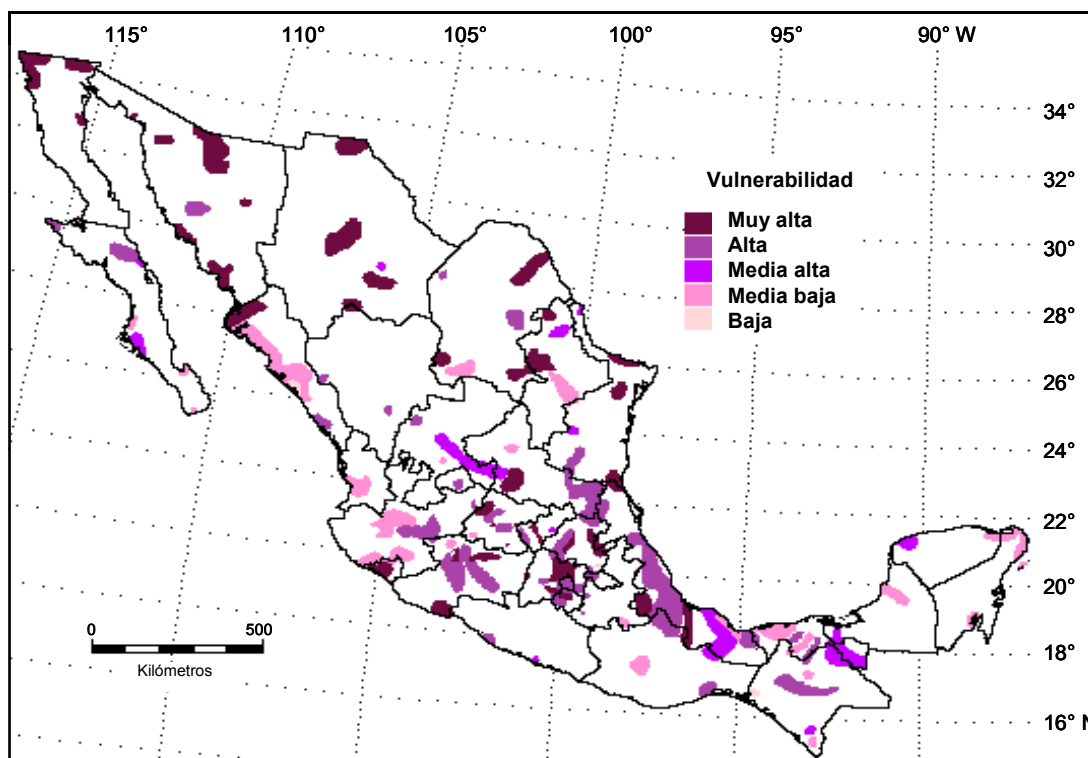 115° 110° 105° 100° 95° 90° W
34°
32°
Vulnerabilidad
Muy alta
30°
Alta
Media alta
Media baja
28°
Baja
26°
24°
22°
20°
0 500
Kilómetros
18°
16° N